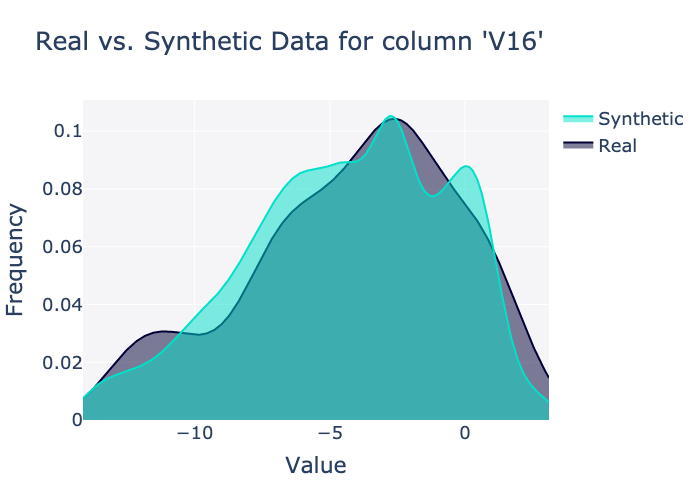 Real vs. Synthetic Data for column 'V16'
Synthetic
Real
0.1
0.08
0.06
0.04
0.02
0
Frequency
−10
−5
0
Value